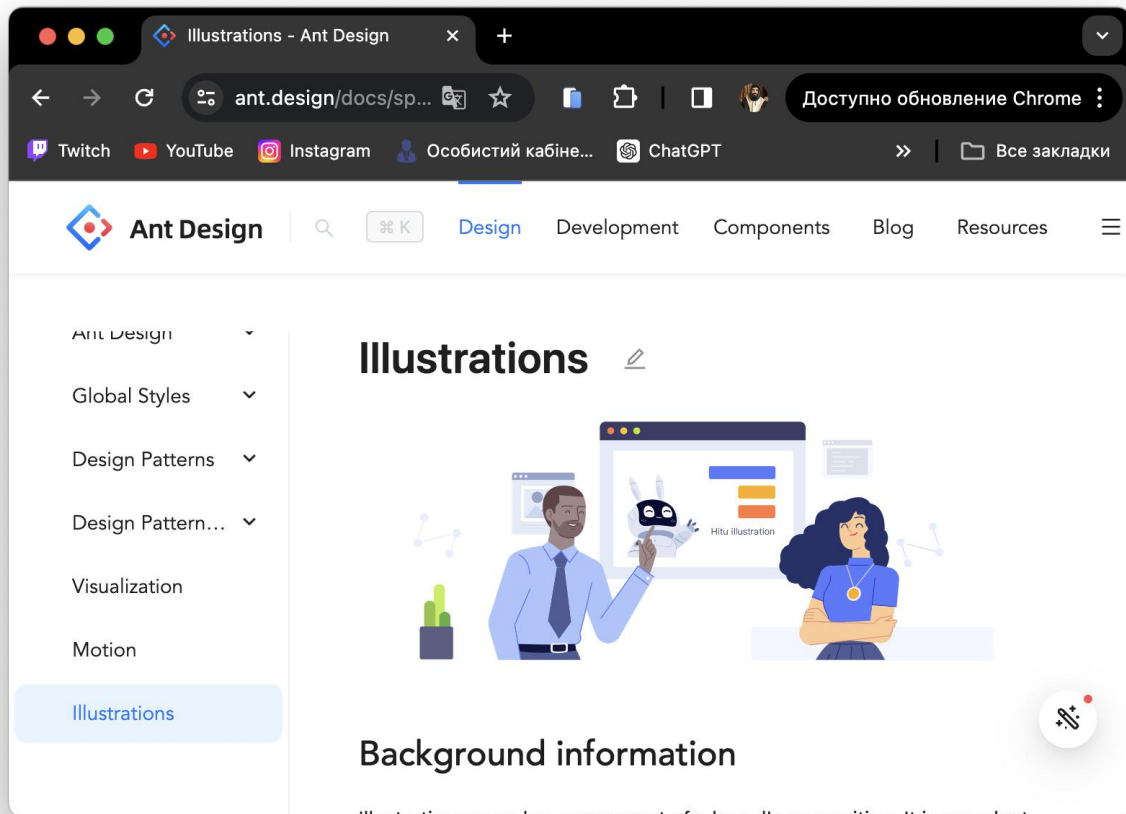 Illustrations - Ant Design
ant.design/docs/sp...
Доступно обновление Chrome
Twitch YouTube Instagram Особистий кабіне... ChatGPT Все закладки
Ant Design ⌘ K Design Development Components Blog Resources
Ant Design
Global Styles
Design Patterns
Design Pattern...
Visualization
Motion
Illustrations
Illustrations
Hitu illustration
Background information